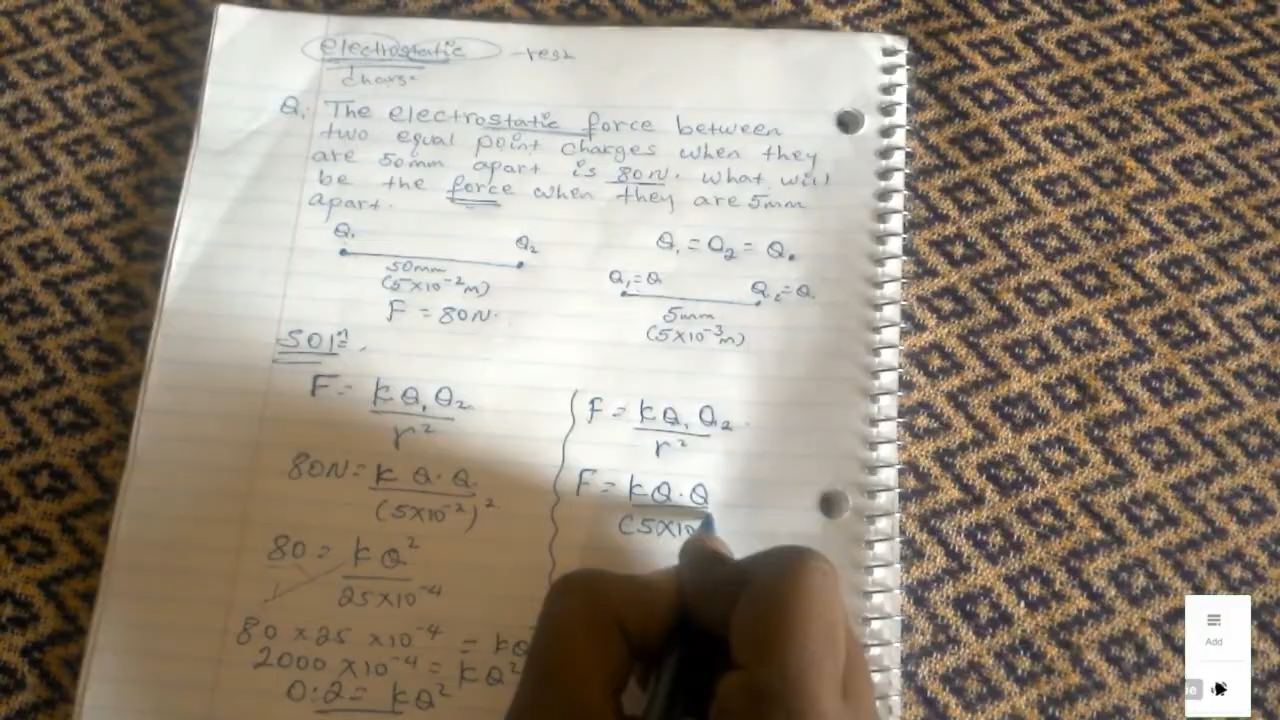 electrostatic
charge
Q. The electrostatic force between
two equal point charges when they
are 50mm apart is 80N. What will
be the force when they are 5mm
apart.
Q₁ Q₂
50mm
(5×10⁻²m)
F = 80N.
Q₁ = Q₂ = Q.
Q₁=Q Q₂=Q.
5mm
(5×10⁻³m)
SOlⁿ.
F = kQ₁Q₂
r²
80N = k Q.Q
(5×10⁻²)²
80 = kQ²
25×10⁻⁴
80 × 25 × 10⁻⁴ = kQ
2000 × 10⁻⁴ = kQ²
0.2 = kQ²
F = kQ₁Q₂
r²
F = kQ.Q
(5×10
Add